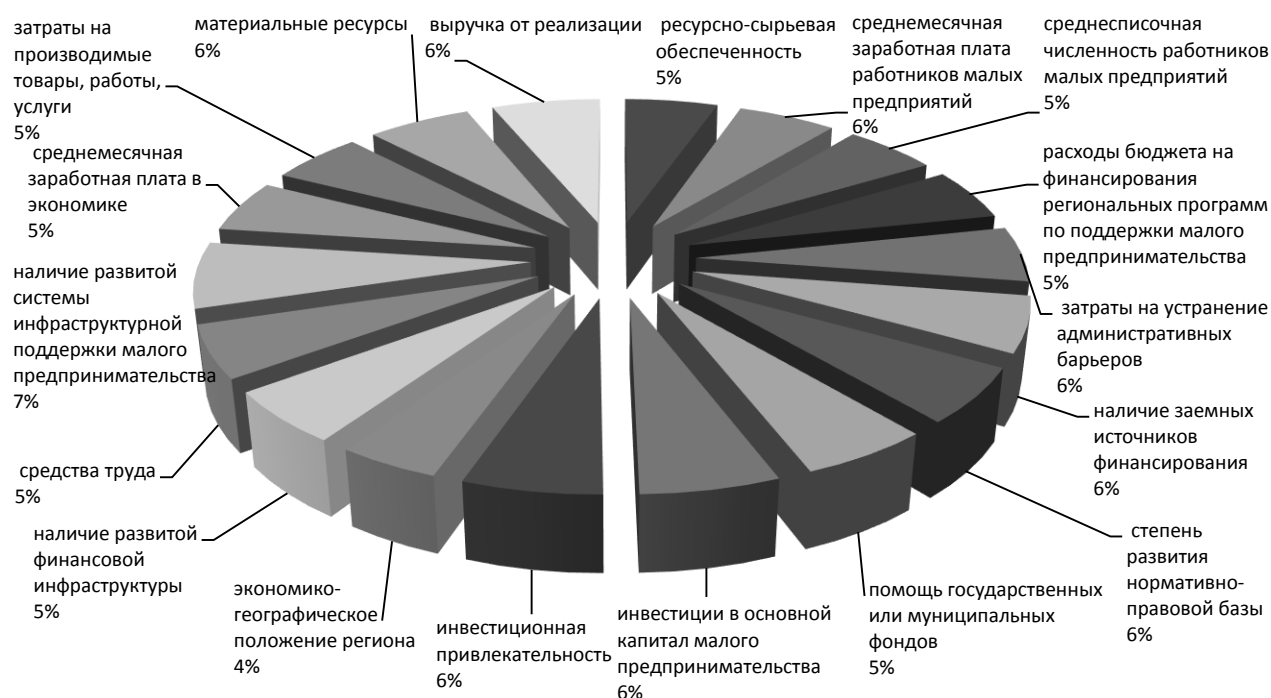 затраты на
производимые
товары, работы,
услуги
5%
материальные ресурсы
6%
выручка от реализации
6%
ресурсно-сырьевая
обеспеченность
5%
среднемесячная
заработная плата
работников малых
предприятий
6%
среднесписочная
численность работников
малых предприятий
5%
расходы бюджета на
финансирования
региональных программ
по поддержки малого
предпринимательства
5%
затраты на устранение
административных
барьеров
6%
наличие заемных
источников
финансирования
6%
степень
развития
нормативно-
правовой базы
6%
помощь государственных
или муниципальных
фондов
5%
инвестиции в основной
капитал малого
предпринимательства
6%
инвестиционная
привлекательность
6%
экономико-
географическое
положение региона
4%
наличие развитой
финансовой
инфраструктуры
5%
средства труда
5%
наличие развитой
системы
инфраструктурной
поддержки малого
предпринимательства
7%
среднемесячная
заработная плата в
экономике
5%